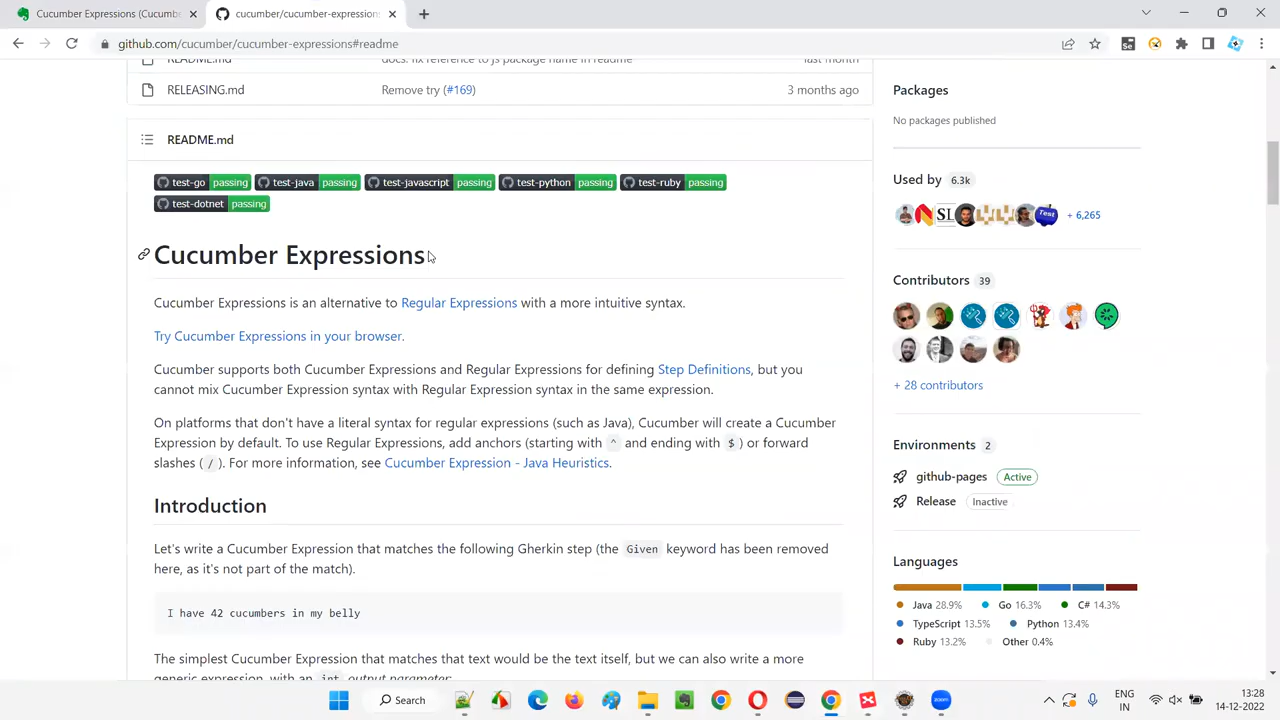 Cucumber Expressions (Cucumb
cucumber/cucumber-expressions
github.com/cucumber/cucumber-expressions#readme
README.md docs: fix reference to js package name in readme last month
RELEASING.md Remove try (#169) 3 months ago
README.md
test-go passing test-java passing test-javascript passing test-python passing test-ruby passing
test-dotnet passing
Cucumber Expressions
Cucumber Expressions is an alternative to Regular Expressions with a more intuitive syntax.
Try Cucumber Expressions in your browser.
Cucumber supports both Cucumber Expressions and Regular Expressions for defining Step Definitions, but you
cannot mix Cucumber Expression syntax with Regular Expression syntax in the same expression.
On platforms that don't have a literal syntax for regular expressions (such as Java), Cucumber will create a Cucumber
Expression by default. To use Regular Expressions, add anchors (starting with ^ and ending with $) or forward
slashes ( / ). For more information, see Cucumber Expression - Java Heuristics.
Introduction
Let's write a Cucumber Expression that matches the following Gherkin step (the Given keyword has been removed
here, as it's not part of the match).
I have 42 cucumbers in my belly
The simplest Cucumber Expression that matches that text would be the text itself, but we can also write a more
generic expression, with an int output parameter:
Packages
No packages published
Used by 6.3k
SL Test + 6,265
Contributors 39
+ 28 contributors
Environments 2
github-pages Active
Release Inactive
Languages
Java 28.9% Go 16.3% C# 14.3%
TypeScript 13.5% Python 13.4%
Ruby 13.2% Other 0.4%
Search
ENG
IN
13:28
14-12-2022